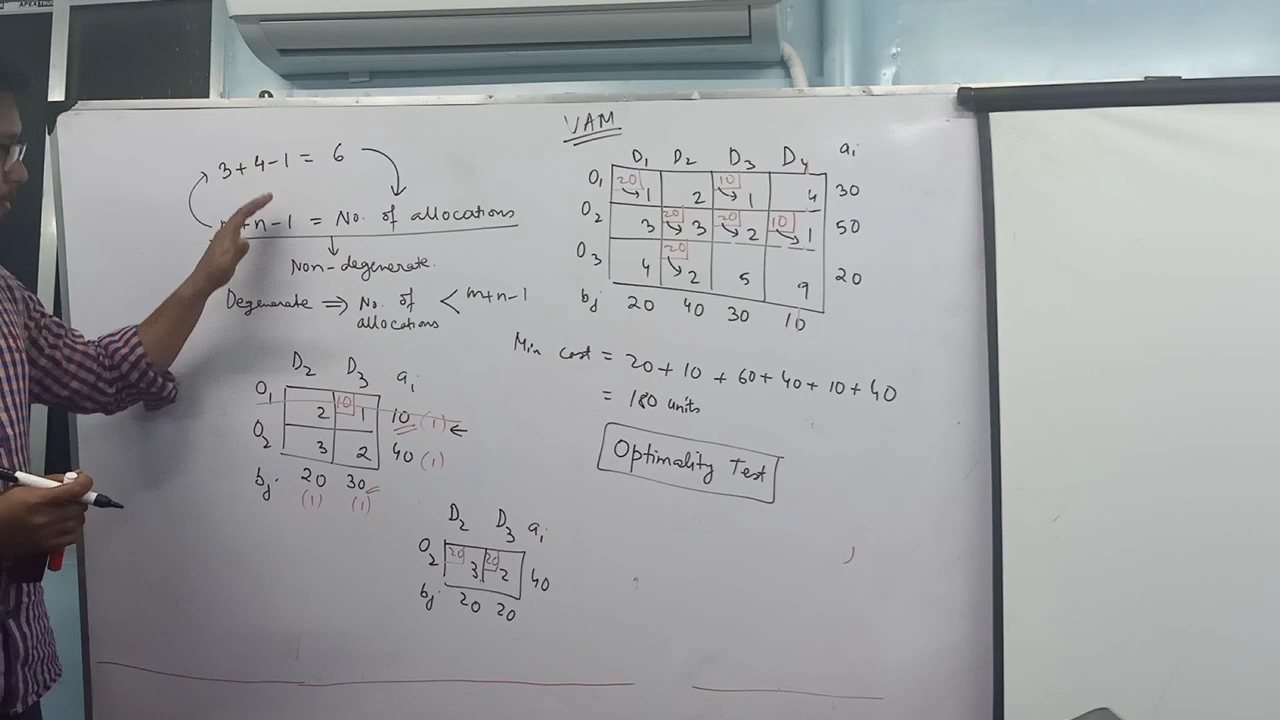 VAM
3 + 4 - 1 = 6
m+n-1 = No. of allocations
Non-degenerate.
Degenerate ⇒ No. of allocations < m+n-1
D1 D2 D3 D4 ai
O1 20 1 2 10 1 4 30
O2 3 20 3 20 2 10 1 50
O3 4 20 2 5 9 20
bj 20 40 30 10
Min cost = 20 + 10 + 60 + 40 + 10 + 40
= 180 units
Optimality Test
D2 D3 ai
O1 2 10 1 10 (1) ←
O2 3 2 40 (1)
bj 20 30
(1) (1)
D2 D3 ai
O2 20 3 20 2 40
bj 20 20